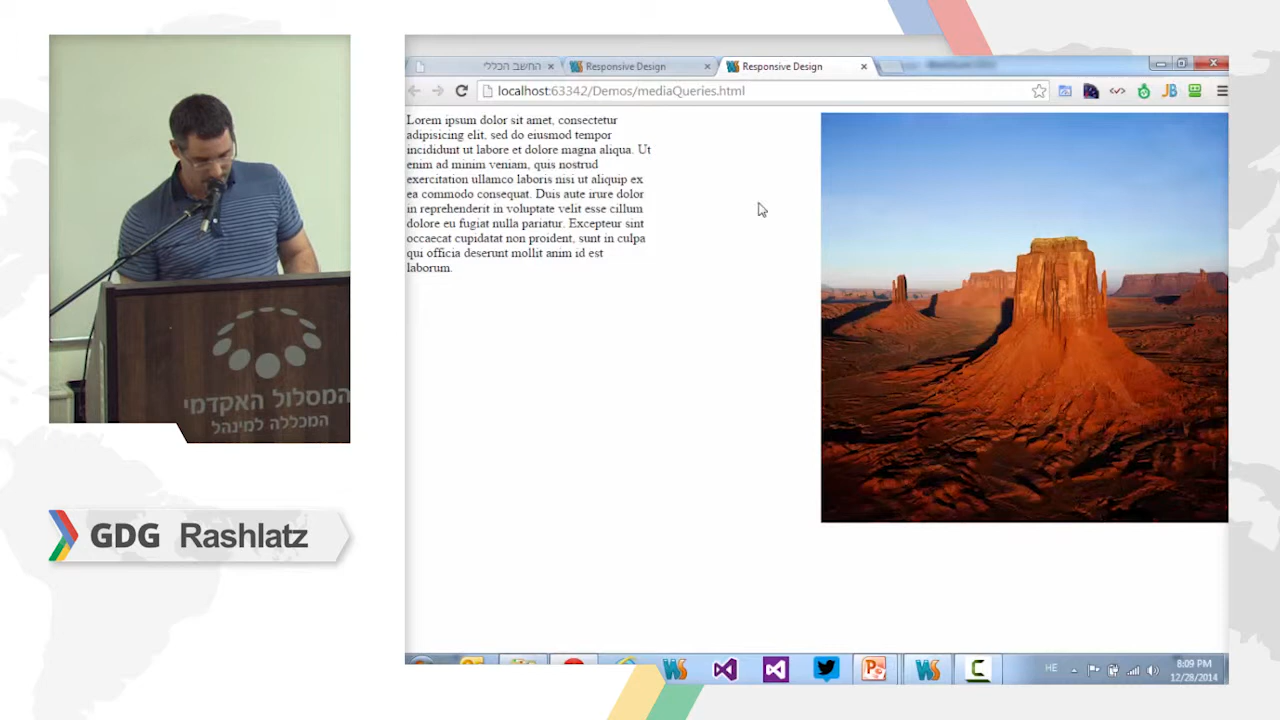 המסלול האקדמי
המכללה למינהל
GDG Rashlatz
החשב הכללי
Responsive Design
Responsive Design
localhost:63342/Demos/mediaQueries.html
Lorem ipsum dolor sit amet, consectetur
adipisicing elit, sed do eiusmod tempor
incididunt ut labore et dolore magna aliqua. Ut
enim ad minim veniam, quis nostrud
exercitation ullamco laboris nisi ut aliquip ex
ea commodo consequat. Duis aute irure dolor
in reprehenderit in voluptate velit esse cillum
dolore eu fugiat nulla pariatur. Excepteur sint
occaecat cupidatat non proident, sunt in culpa
qui officia deserunt mollit anim id est
laborum.
JB
WS
WS
HE
8:09 PM
12/28/2014